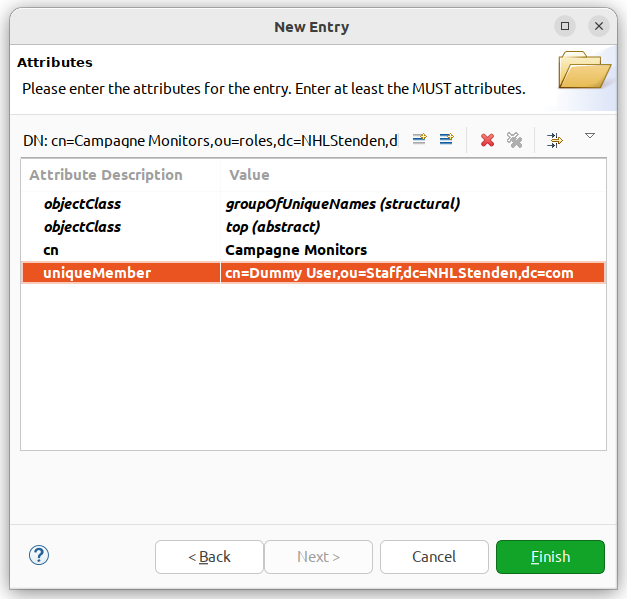 New Entry
Attributes
Please enter the attributes for the entry. Enter at least the MUST attributes.
DN: cn=Campagne Monitors,ou=roles,dc=NHLStenden,d
Attribute Description Value
objectClass groupOfUniqueNames (structural)
objectClass top (abstract)
cn Campagne Monitors
uniqueMember cn=Dummy User,ou=Staff,dc=NHLStenden,dc=com
? < Back Next > Cancel Finish